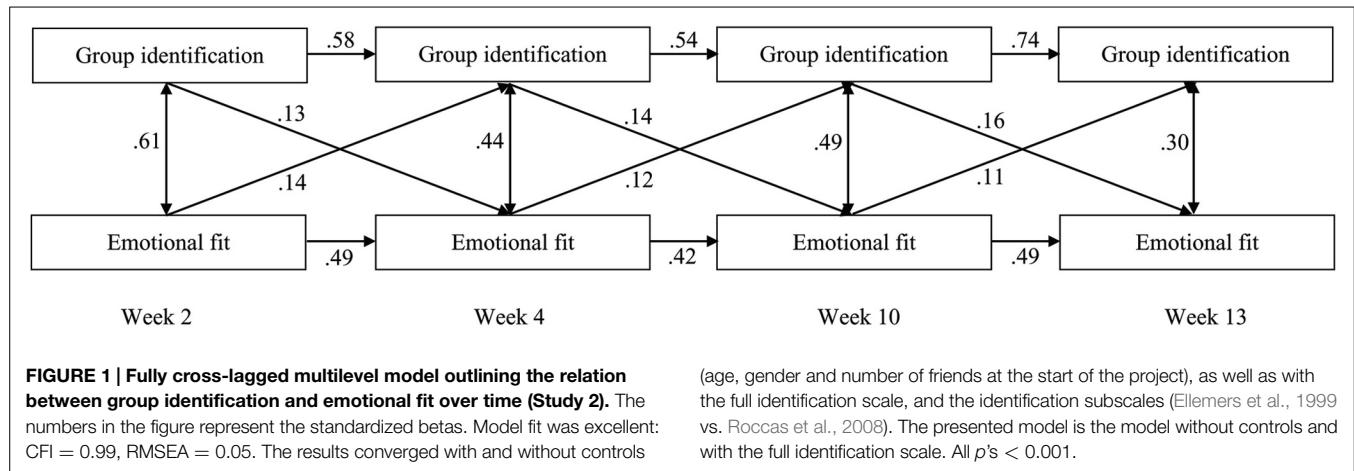 Group identification
.58
Group identification
.54
Group identification
.74
Group identification
.61
.13
.14
.44
.14
.12
.49
.16
.11
.30
Emotional fit
.49
Emotional fit
.42
Emotional fit
.49
Emotional fit
Week 2
Week 4
Week 10
Week 13
FIGURE 1 | Fully cross-lagged multilevel model outlining the relation
between group identification and emotional fit over time (Study 2). The
numbers in the figure represent the standardized betas. Model fit was excellent:
CFI = 0.99, RMSEA = 0.05. The results converged with and without controls
(age, gender and number of friends at the start of the project), as well as with
the full identification scale, and the identification subscales (Ellemers et al., 1999
vs. Roccas et al., 2008). The presented model is the model without controls and
with the full identification scale. All p's < 0.001.